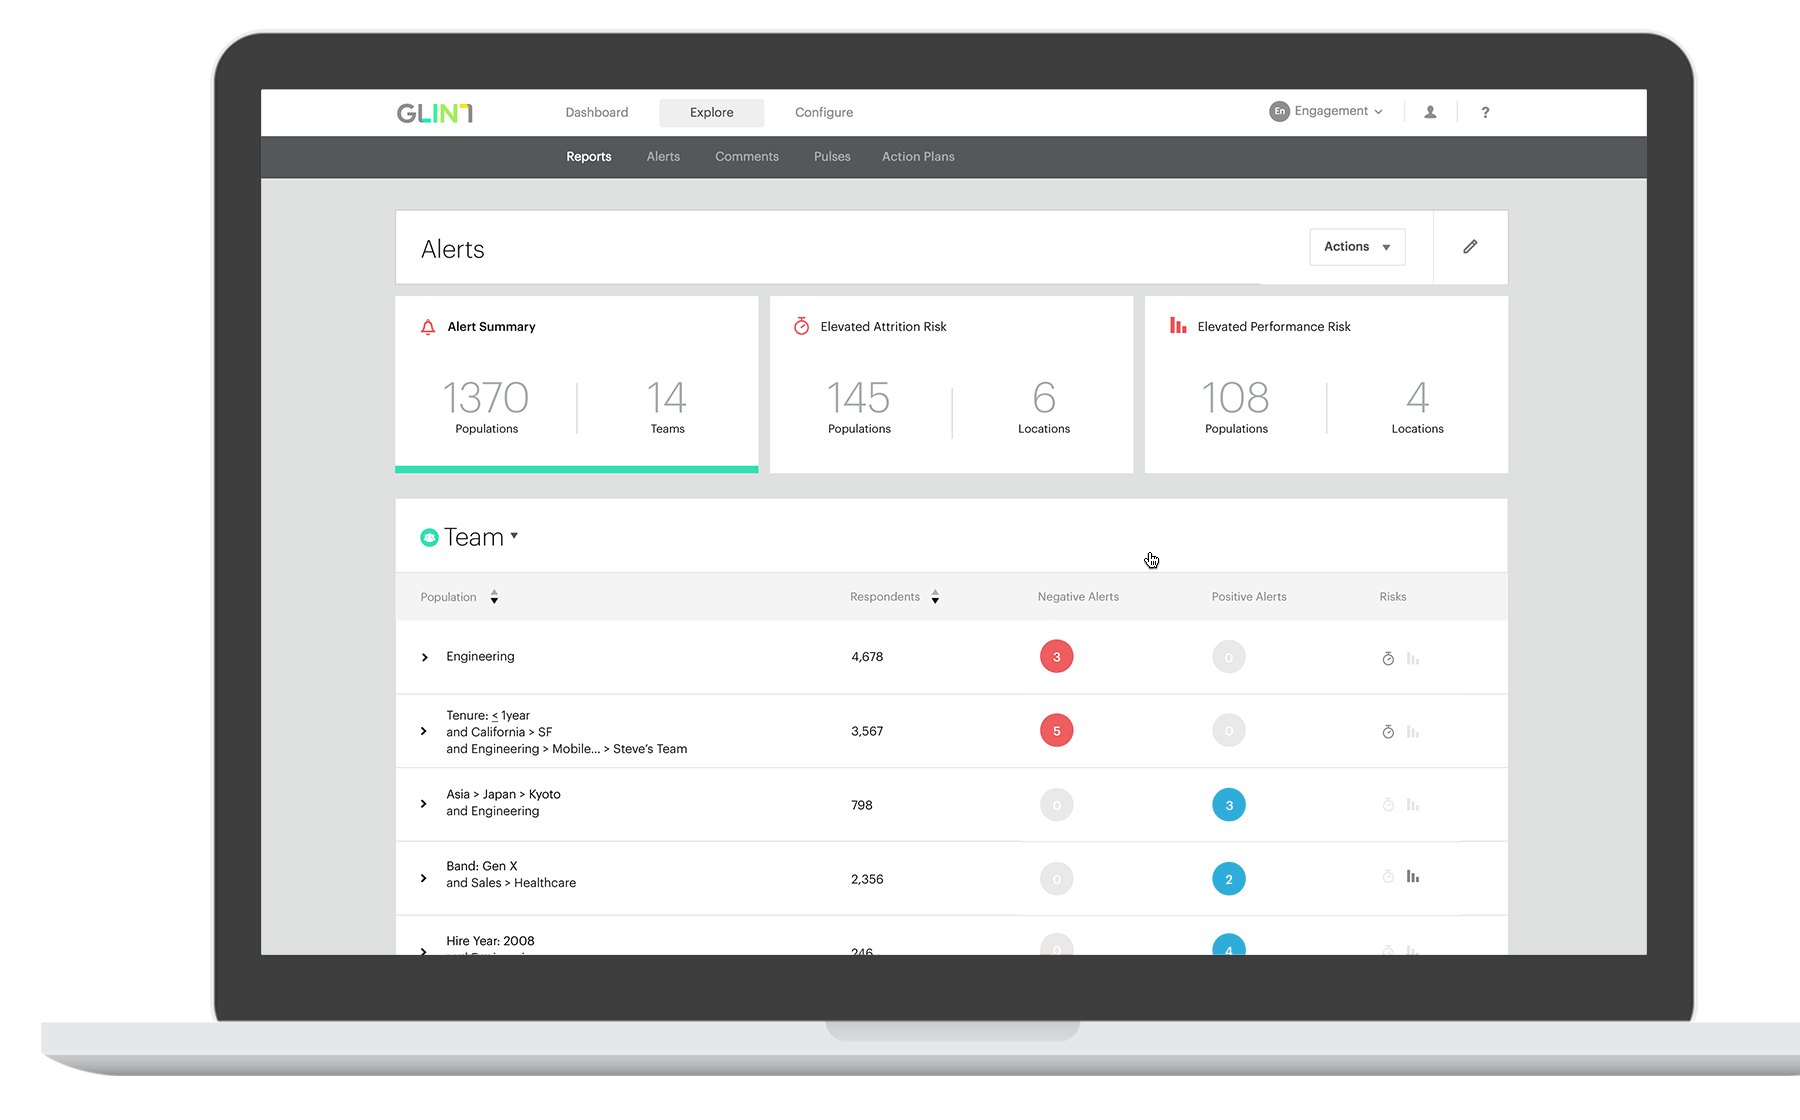 GLINT
Dashboard
Explore
Configure
En Engagement
?
Reports
Alerts
Comments
Pulses
Action Plans
Alerts
Actions
Alert Summary
1370
14
Populations
Teams
Elevated Attrition Risk
145
6
Populations
Locations
Elevated Performance Risk
108
4
Populations
Locations
Team
Population
Respondents
Negative Alerts
Positive Alerts
Risks
Engineering
4,678
3
0
Tenure: ≤ 1year
and California > SF
and Engineering > Mobile... > Steve's Team
3,567
5
0
Asia > Japan > Kyoto
and Engineering
798
0
3
Band: Gen X
and Sales > Healthcare
2,356
0
2
Hire Year: 2008
246
0
4